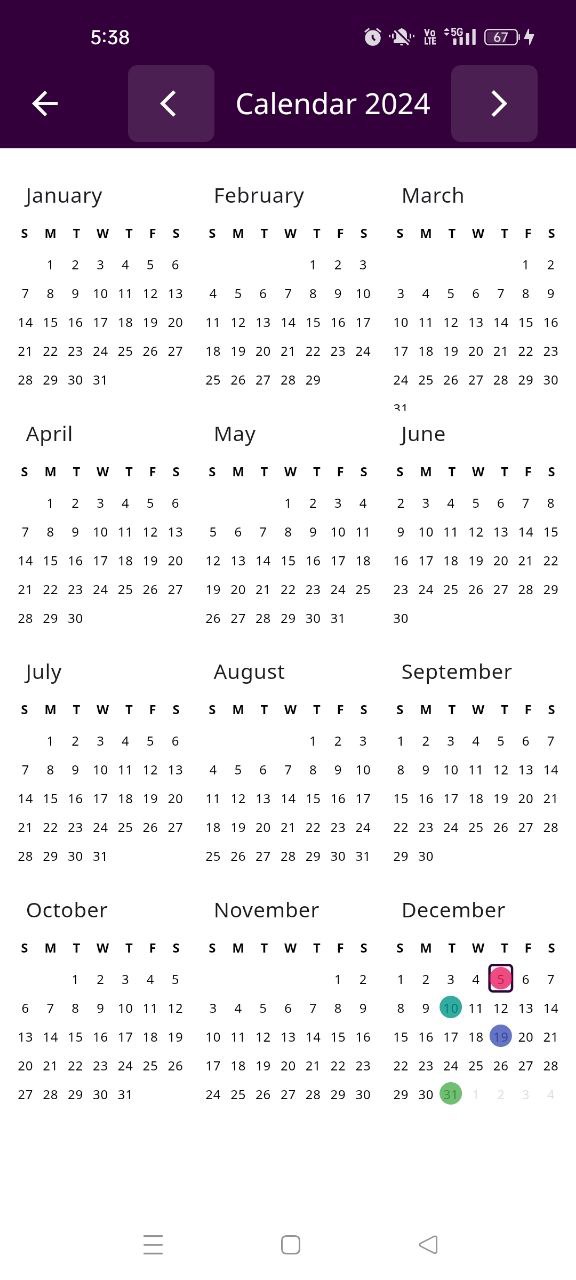 5:38 Vo LTE 5G 67
Calendar 2024
January February March
S M T W T F S S M T W T F S S M T W T F S
1 2 3 4 5 6 1 2 3 1 2
7 8 9 10 11 12 13 4 5 6 7 8 9 10 3 4 5 6 7 8 9
14 15 16 17 18 19 20 11 12 13 14 15 16 17 10 11 12 13 14 15 16
21 22 23 24 25 26 27 18 19 20 21 22 23 24 17 18 19 20 21 22 23
28 29 30 31 25 26 27 28 29 24 25 26 27 28 29 30
31
April May June
S M T W T F S S M T W T F S S M T W T F S
1 2 3 4 5 6 1 2 3 4 2 3 4 5 6 7 8
7 8 9 10 11 12 13 5 6 7 8 9 10 11 9 10 11 12 13 14 15
14 15 16 17 18 19 20 12 13 14 15 16 17 18 16 17 18 19 20 21 22
21 22 23 24 25 26 27 19 20 21 22 23 24 25 23 24 25 26 27 28 29
28 29 30 26 27 28 29 30 31 30
July August September
S M T W T F S S M T W T F S S M T W T F S
1 2 3 4 5 6 1 2 3 1 2 3 4 5 6 7
7 8 9 10 11 12 13 4 5 6 7 8 9 10 8 9 10 11 12 13 14
14 15 16 17 18 19 20 11 12 13 14 15 16 17 15 16 17 18 19 20 21
21 22 23 24 25 26 27 18 19 20 21 22 23 24 22 23 24 25 26 27 28
28 29 30 31 25 26 27 28 29 30 31 29 30
October November December
S M T W T F S S M T W T F S S M T W T F S
1 2 3 4 5 1 2 1 2 3 4 5 6 7
6 7 8 9 10 11 12 3 4 5 6 7 8 9 8 9 10 11 12 13 14
13 14 15 16 17 18 19 10 11 12 13 14 15 16 15 16 17 18 19 20 21
20 21 22 23 24 25 26 17 18 19 20 21 22 23 22 23 24 25 26 27 28
27 28 29 30 31 24 25 26 27 28 29 30 29 30 31 1 2 3 4